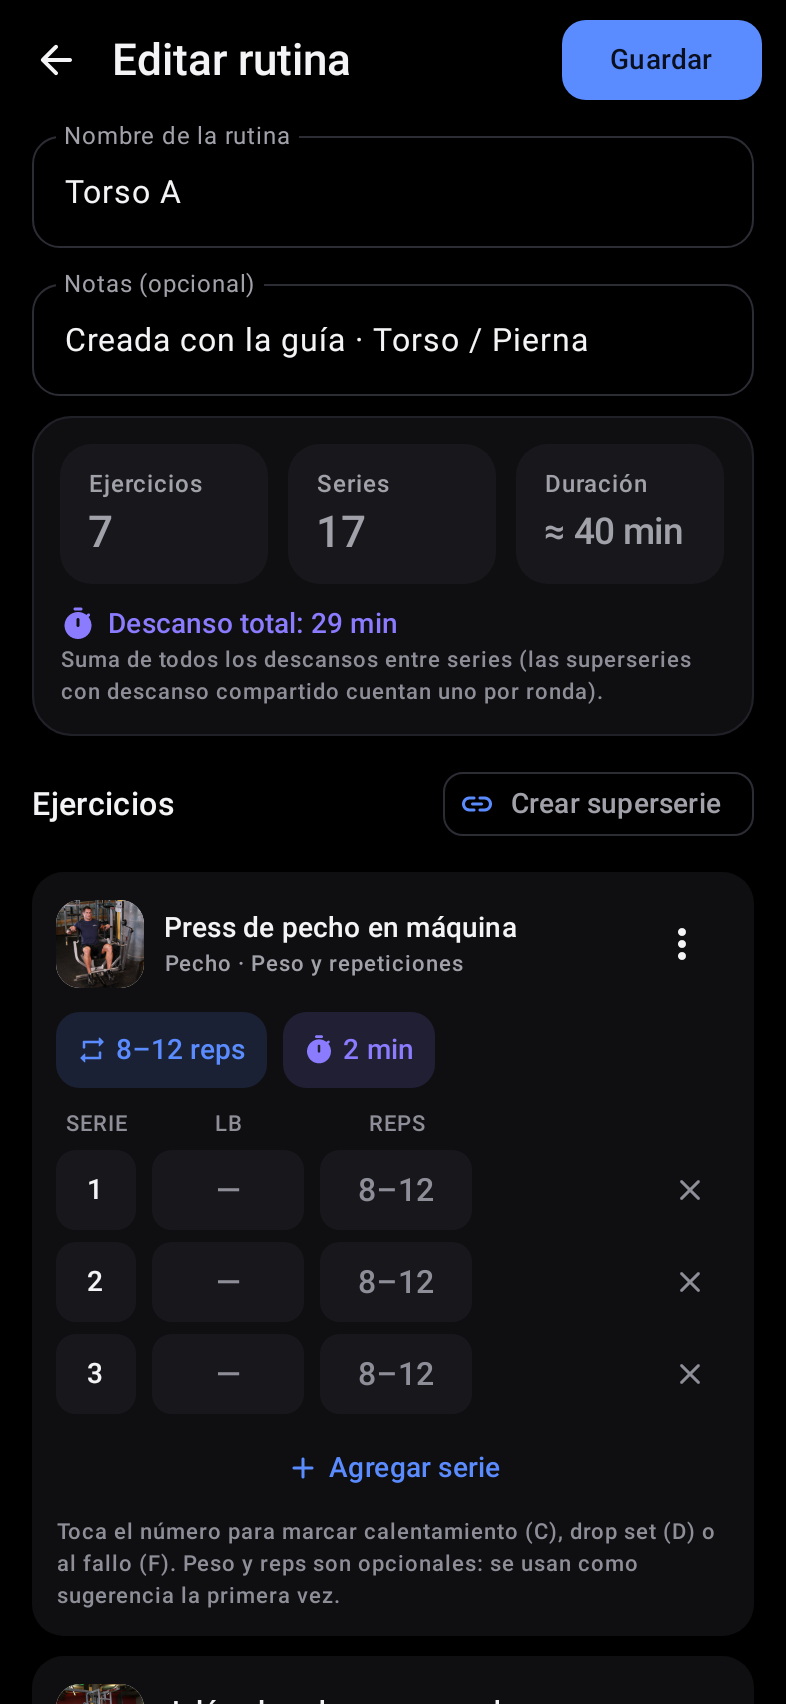 Editar rutina
Guardar
Nombre de la rutina
Torso A
Notas (opcional)
Creada con la guía · Torso / Pierna
Ejercicios
7
Series
17
Duración
≈ 40 min
Descanso total: 29 min
Suma de todos los descansos entre series (las superseries
con descanso compartido cuentan uno por ronda).
Ejercicios
Crear superserie
Press de pecho en máquina
Pecho · Peso y repeticiones
8–12 reps
2 min
SERIE LB REPS
1 — 8–12
2 — 8–12
3 — 8–12
+ Agregar serie
Toca el número para marcar calentamiento (C), drop set (D) o
al fallo (F). Peso y reps son opcionales: se usan como
sugerencia la primera vez.